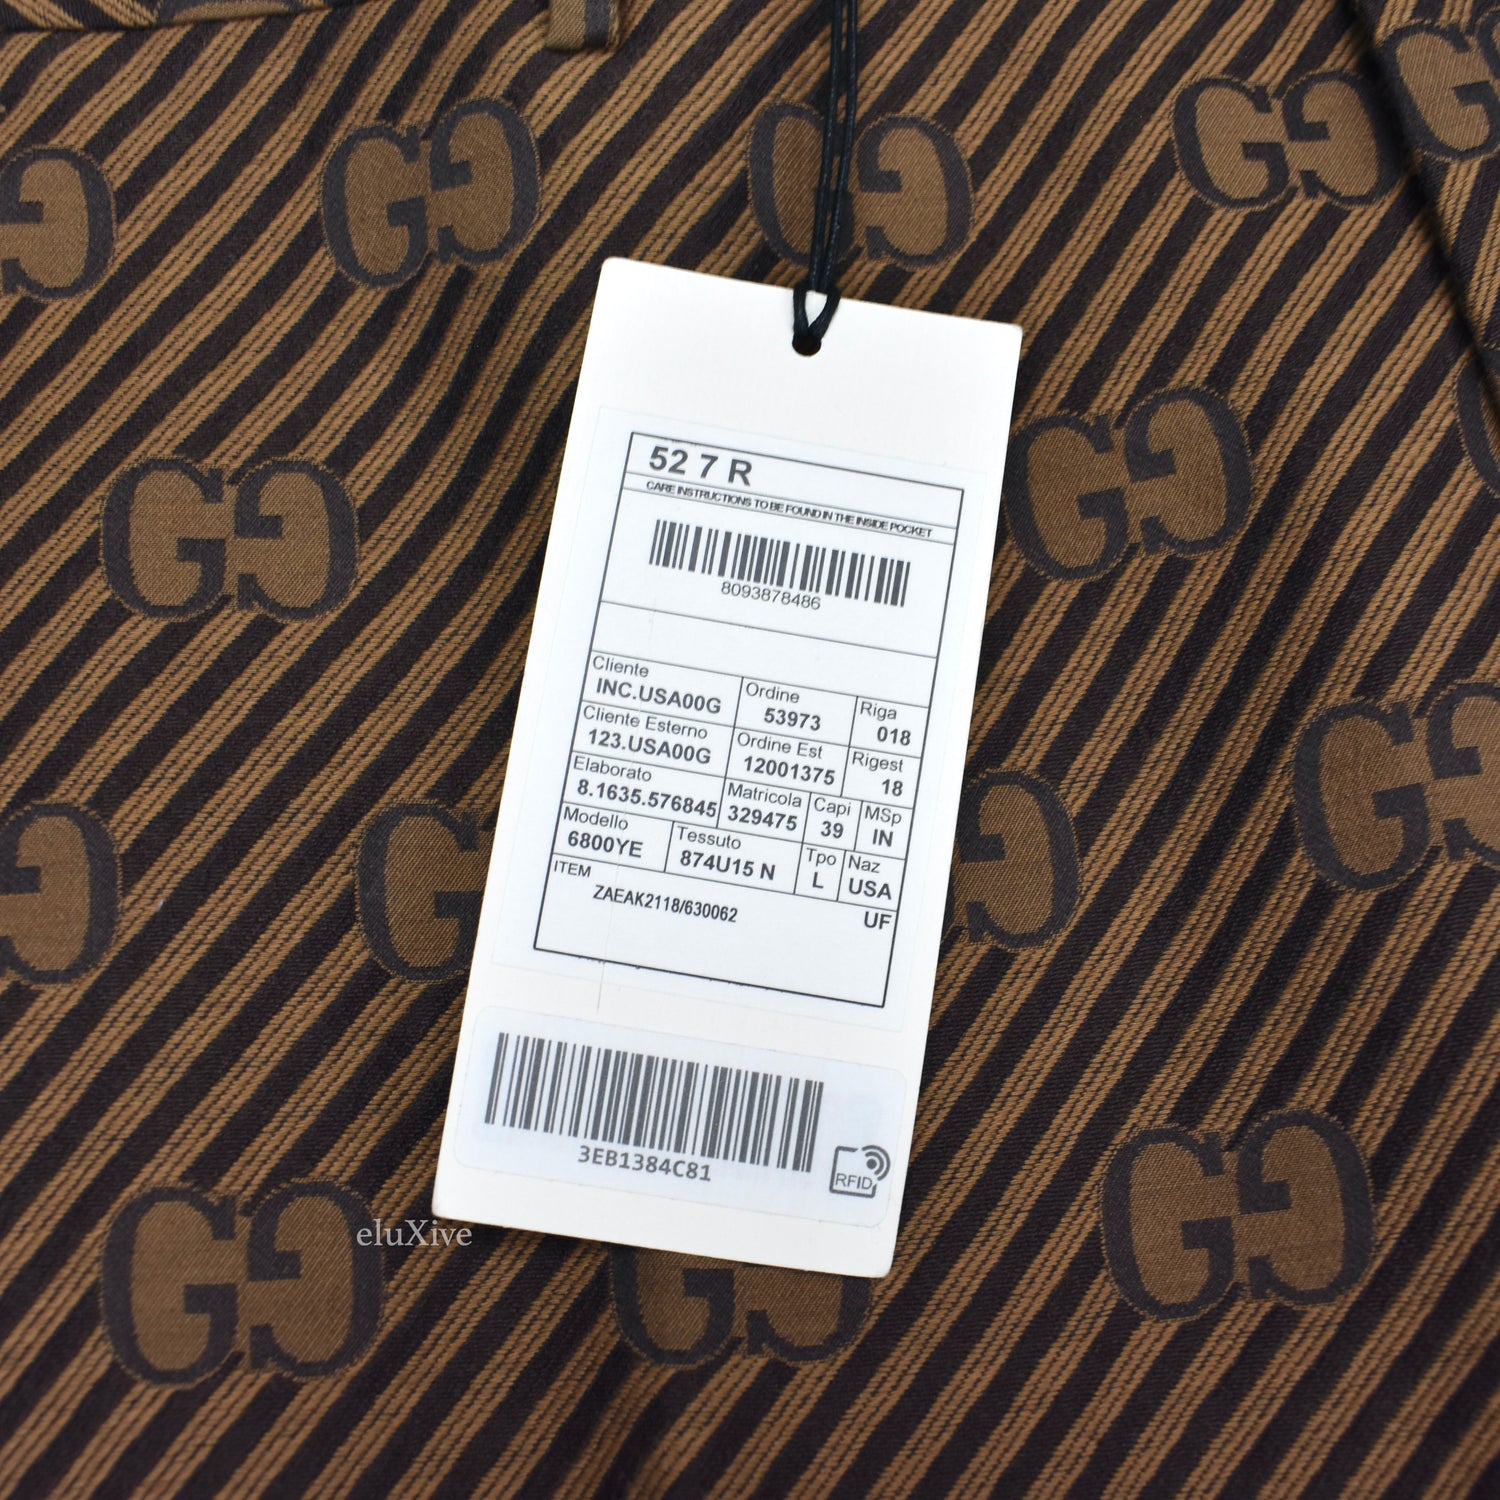 52 7 R
CARE INSTRUCTIONS TO BE FOUND IN THE INSIDE POCKET
8093878486
Cliente Ordine Riga
INC.USA00G 53973 018
Cliente Esterno Ordine Est Rigest
123.USA00G 12001375 18
Elaborato Matricola Capi MSp
8.1635.576845 329475 39 IN
Modello Tessuto Tpo Naz
6800YE 874U15 N L USA
ITEM
ZAEAK2118/630062 UF
3EB1384C81
RFID
eluXive